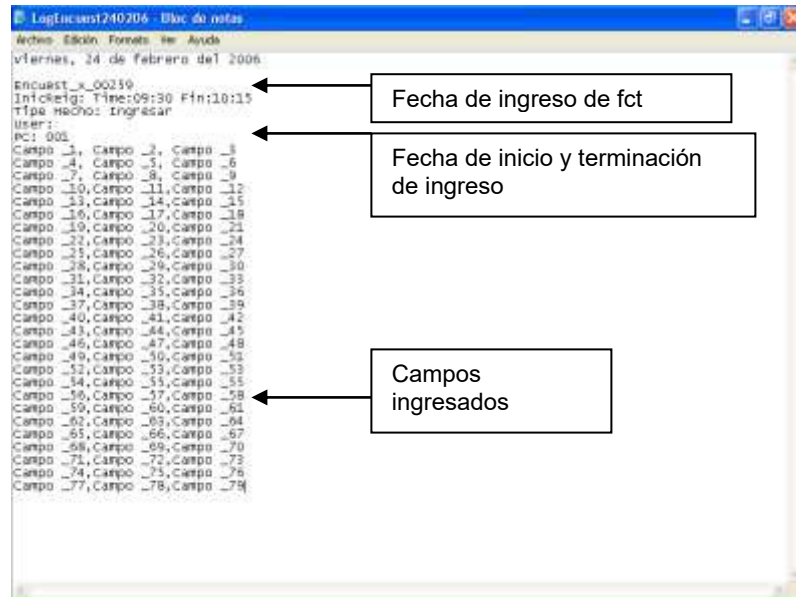 LogEncuest240206 - Bloc de notas
Archivo Edición Formato Ver Ayuda
viernes, 24 de febrero del 2006
Encuest_x_00259
InicReig: Time:09:30 Fin:10:15
Tipe Hecho: Ingresar
User:
PC: 001
Campo _1, Campo _2, Campo _3
Campo _4, Campo _5, Campo _6
Campo _7, Campo _8, Campo _9
Campo _10,Campo _11,Campo _12
Campo _13,Campo _14,Campo _15
Campo _16,Campo _17,Campo _18
Campo _19,Campo _20,Campo _21
Campo _22,Campo _23,Campo _24
Campo _25,Campo _26,Campo _27
Campo _28,Campo _29,Campo _30
Campo _31,Campo _32,Campo _33
Campo _34,Campo _35,Campo _36
Campo _37,Campo _38,Campo _39
Campo _40,Campo _41,Campo _42
Campo _43,Campo _44,Campo _45
Campo _46,Campo _47,Campo _48
Campo _49,Campo _50,Campo _51
Campo _52,Campo _53,Campo _53
Campo _54,Campo _55,Campo _55
Campo _56,Campo _57,Campo _58
Campo _59,Campo _60,Campo _61
Campo _62,Campo _63,Campo _64
Campo _65,Campo _66,Campo _67
Campo _68,Campo _69,Campo _70
Campo _71,Campo _72,Campo _73
Campo _74,Campo _75,Campo _76
Campo _77,Campo _78,Campo _79
Fecha de ingreso de fct
Fecha de inicio y terminación
de ingreso
Campos
ingresados